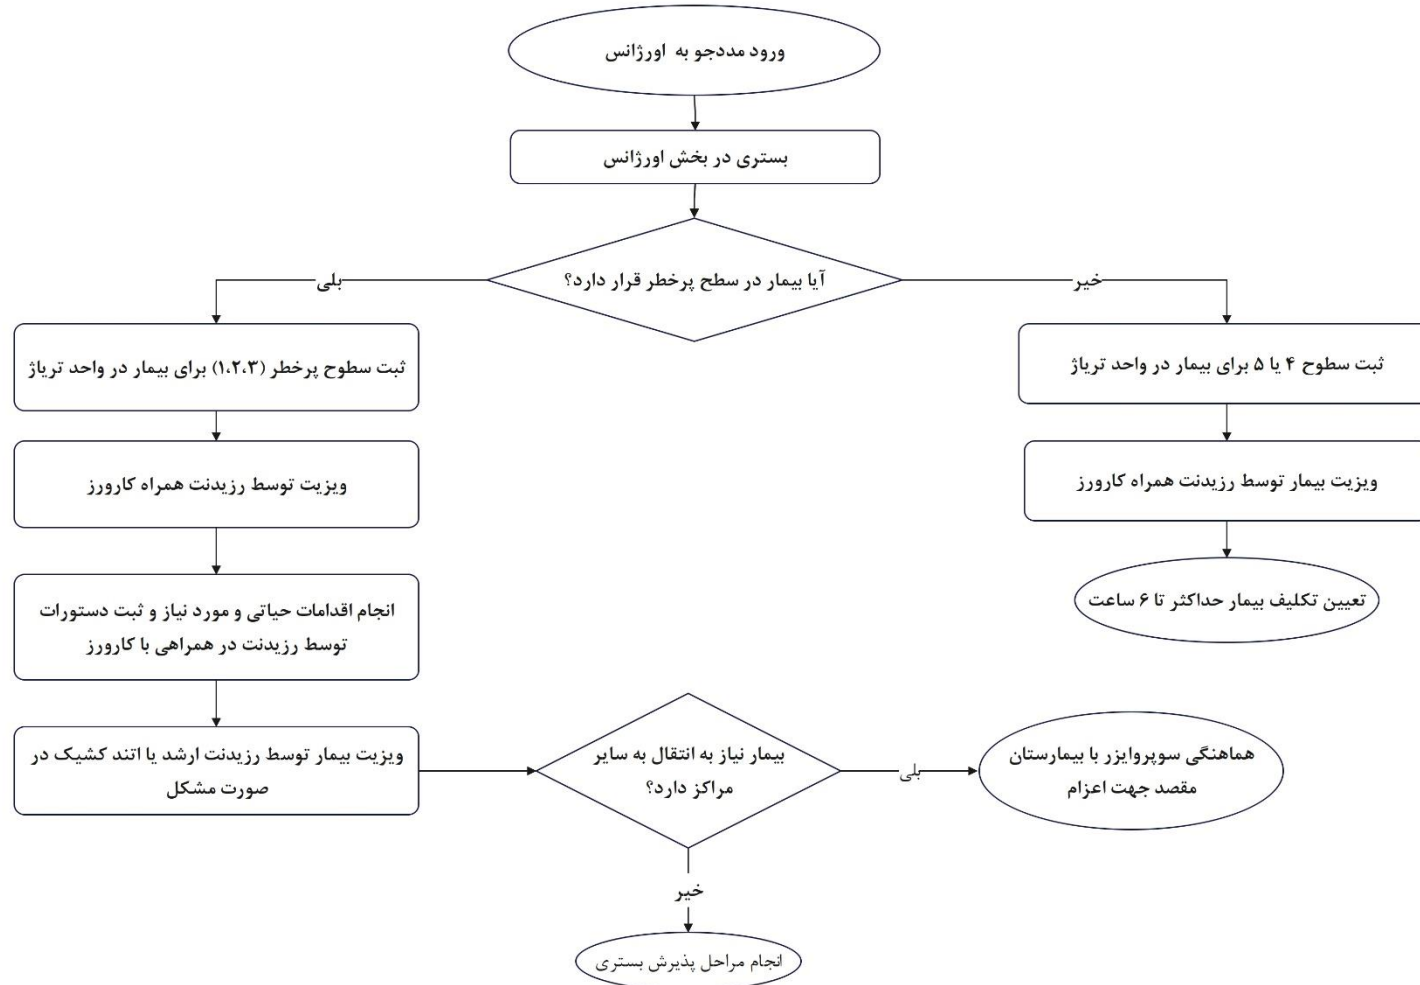 ورود مددجو به اورژانس
بستری در بخش اورژانس
آیا بیمار در سطح پرخطر قرار دارد؟
بلی
خیر
ثبت سطوح پرخطر (۱،۲،۳) برای بیمار در واحد تریاژ
ثبت سطوح ۴ یا ۵ برای بیمار در واحد تریاژ
ویزیت توسط رزیدنت همراه کارورز
ویزیت بیمار توسط رزیدنت همراه کارورز
تعیین تکلیف بیمار حداکثر تا ۶ ساعت
انجام اقدامات حیاتی و مورد نیاز و ثبت دستورات
توسط رزیدنت در همراهی با کارورز
ویزیت بیمار توسط رزیدنت ارشد یا اتند کشیک در
صورت مشکل
بیمار نیاز به انتقال به سایر
مراکز دارد؟
بلی
هماهنگی سوپروایزر با بیمارستان
مقصد جهت اعزام
خیر
انجام مراحل پذیرش بستری